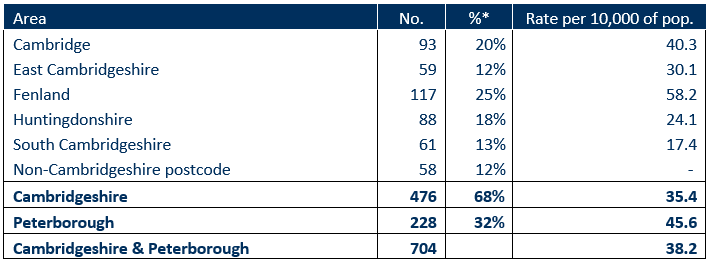 Area No. %* Rate per 10,000 of pop.
Cambridge 93 20% 40.3
East Cambridgeshire 59 12% 30.1
Fenland 117 25% 58.2
Huntingdonshire 88 18% 24.1
South Cambridgeshire 61 13% 17.4
Non-Cambridgeshire postcode 58 12% -
Cambridgeshire 476 68% 35.4
Peterborough 228 32% 45.6
Cambridgeshire & Peterborough 704 38.2